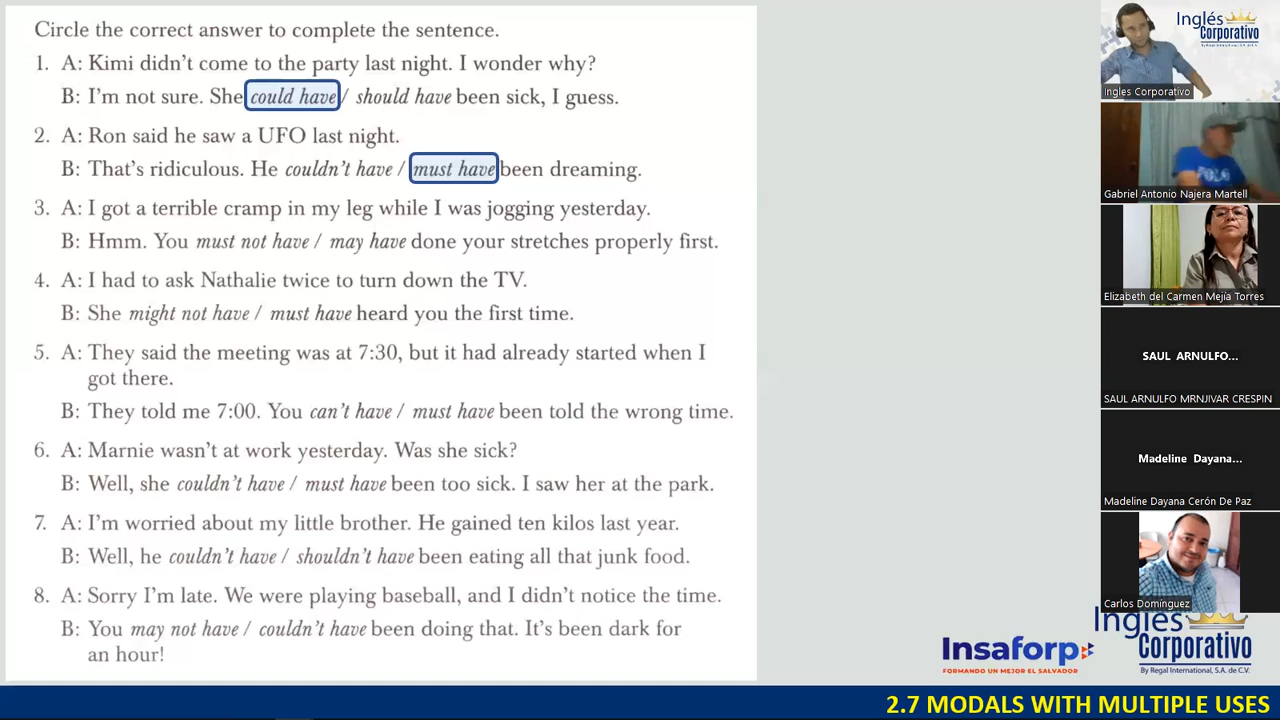 Circle the correct answer to complete the sentence.
1. A: Kimi didn't come to the party last night. I wonder why?
B: I'm not sure. She could have / should have been sick, I guess.
2. A: Ron said he saw a UFO last night.
B: That's ridiculous. He couldn't have / must have been dreaming.
3. A: I got a terrible cramp in my leg while I was jogging yesterday.
B: Hmm. You must not have / may have done your stretches properly first.
4. A: I had to ask Nathalie twice to turn down the TV.
B: She might not have / must have heard you the first time.
5. A: They said the meeting was at 7:30, but it had already started when I
got there.
B: They told me 7:00. You can't have / must have been told the wrong time.
6. A: Marnie wasn't at work yesterday. Was she sick?
B: Well, she couldn't have / must have been too sick. I saw her at the park.
7. A: I'm worried about my little brother. He gained ten kilos last year.
B: Well, he couldn't have / shouldn't have been eating all that junk food.
8. A: Sorry I'm late. We were playing baseball, and I didn't notice the time.
B: You may not have / couldn't have been doing that. It's been dark for
an hour!
Inglés
Corporativo
By Regal International, S.A. de C.V.
Ingles Corporativo
Gabriel Antonio Najera Martell
Elizabeth del Carmen Mejía Torres
SAUL ARNULFO...
SAUL ARNULFO MRNJIVAR CRESPIN
Madeline Dayana...
Madeline Dayana Cerón De Paz
Carlos Domínguez
Insaforp
FORMANDO UN MEJOR EL SALVADOR
Inglés
Corporativo
By Regal International, S.A. de C.V.
2.7 MODALS WITH MULTIPLE USES